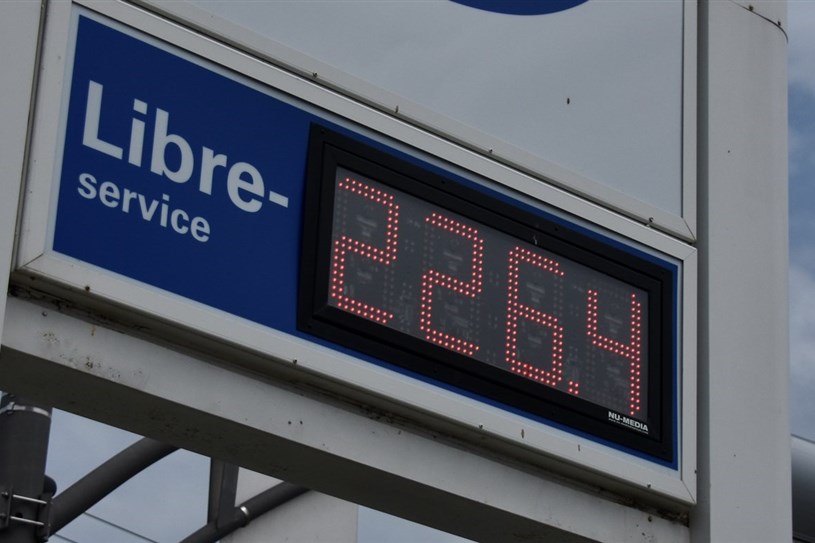 Libre-
service
226.4
NU-MEDIA